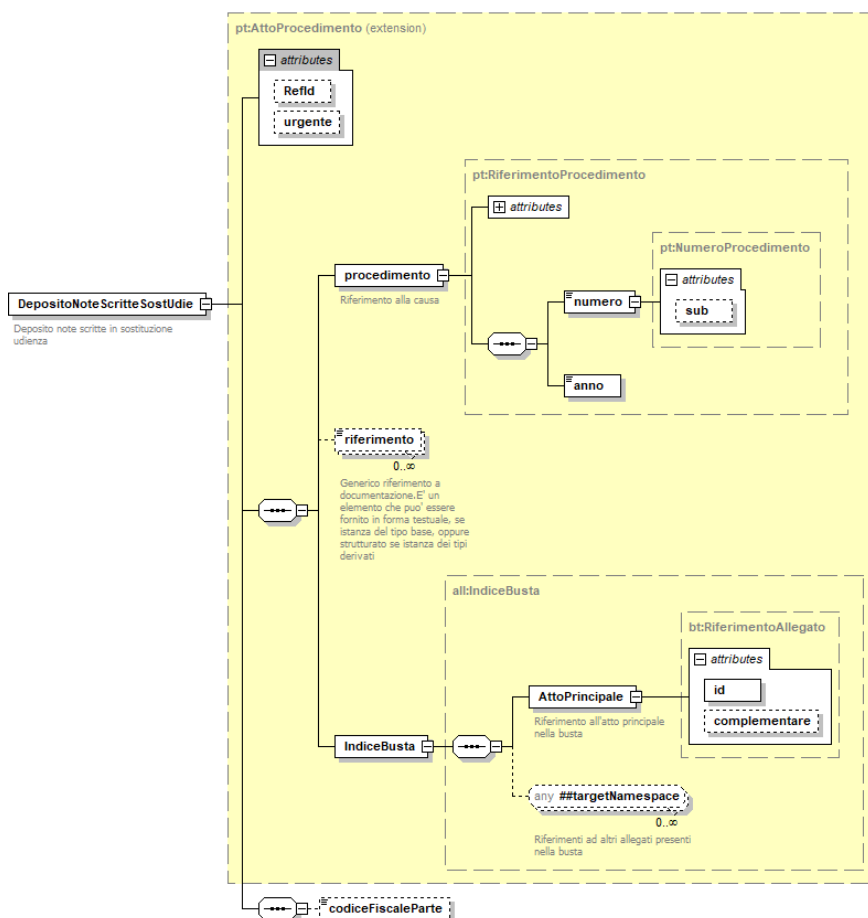 pt:AttoProcedimento (extension)
attributes
RefId
urgente
pt:RiferimentoProcedimento
attributes
pt:NumeroProcedimento
attributes
sub
procedimento
Riferimento alla causa
numero
anno
DepositoNoteScritteSostUdie
Deposito note scritte in sostituzione
udienza
riferimento
0..∞
Generico riferimento a
documentazione.E' un
elemento che puo' essere
fornito in forma testuale, se
istanza del tipo base, oppure
strutturato se istanza dei tipi
derivati
all:IndiceBusta
bt:RiferimentoAllegato
attributes
id
complementare
AttoPrincipale
Riferimento all'atto principale
nella busta
IndiceBusta
any ##targetNamespace
0..∞
Riferimenti ad altri allegati presenti
nella busta
codiceFiscaleParte